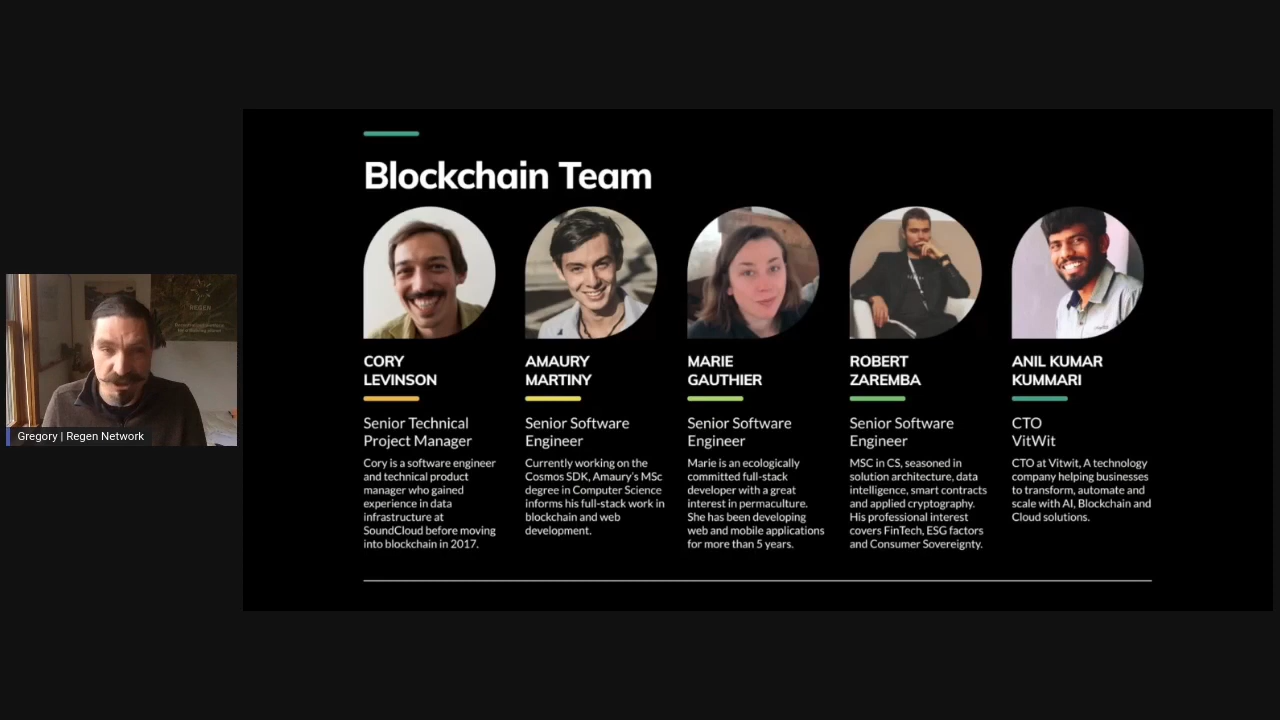 Blockchain Team
CORY
LEVINSON
Senior Technical
Project Manager
Cory is a software engineer
and technical product
manager who gained
experience in data
infrastructure at
SoundCloud before moving
into blockchain in 2017.
AMAURY
MARTINY
Senior Software
Engineer
Currently working on the
Cosmos SDK, Amaury's MSc
degree in Computer Science
informs his full-stack work in
blockchain and web
development.
MARIE
GAUTHIER
Senior Software
Engineer
Marie is an ecologically
committed full-stack
developer with a great
interest in permaculture.
She has been developing
web and mobile applications
for more than 5 years.
ROBERT
ZAREMBA
Senior Software
Engineer
MSC in CS, seasoned in
solution architecture, data
intelligence, smart contracts
and applied cryptography.
His professional interest
covers FinTech, ESG factors
and Consumer Sovereignty.
ANIL KUMAR
KUMMARI
CTO
VitWit
CTO at Vitwit, A technology
company helping businesses
to transform, automate and
scale with AI, Blockchain and
Cloud solutions.
REGEN
Gregory | Regen Network